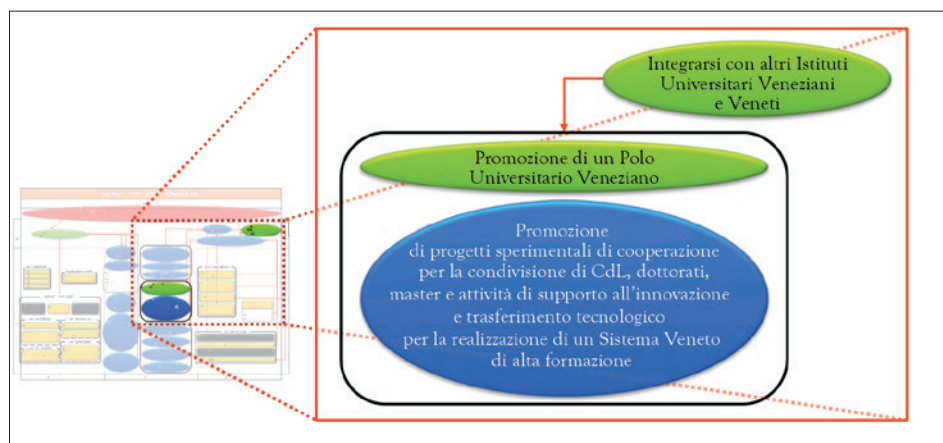 Integrarsi con altri Istituti
Universitari Veneziani
e Veneti
Promozione di un Polo
Universitario Veneziano
Promozione
di progetti sperimentali di cooperazione
per la condivisione di CdL, dottorati,
master e attività di supporto all'innovazione
e trasferimento tecnologico
per la realizzazione di un Sistema Veneto
di alta formazione